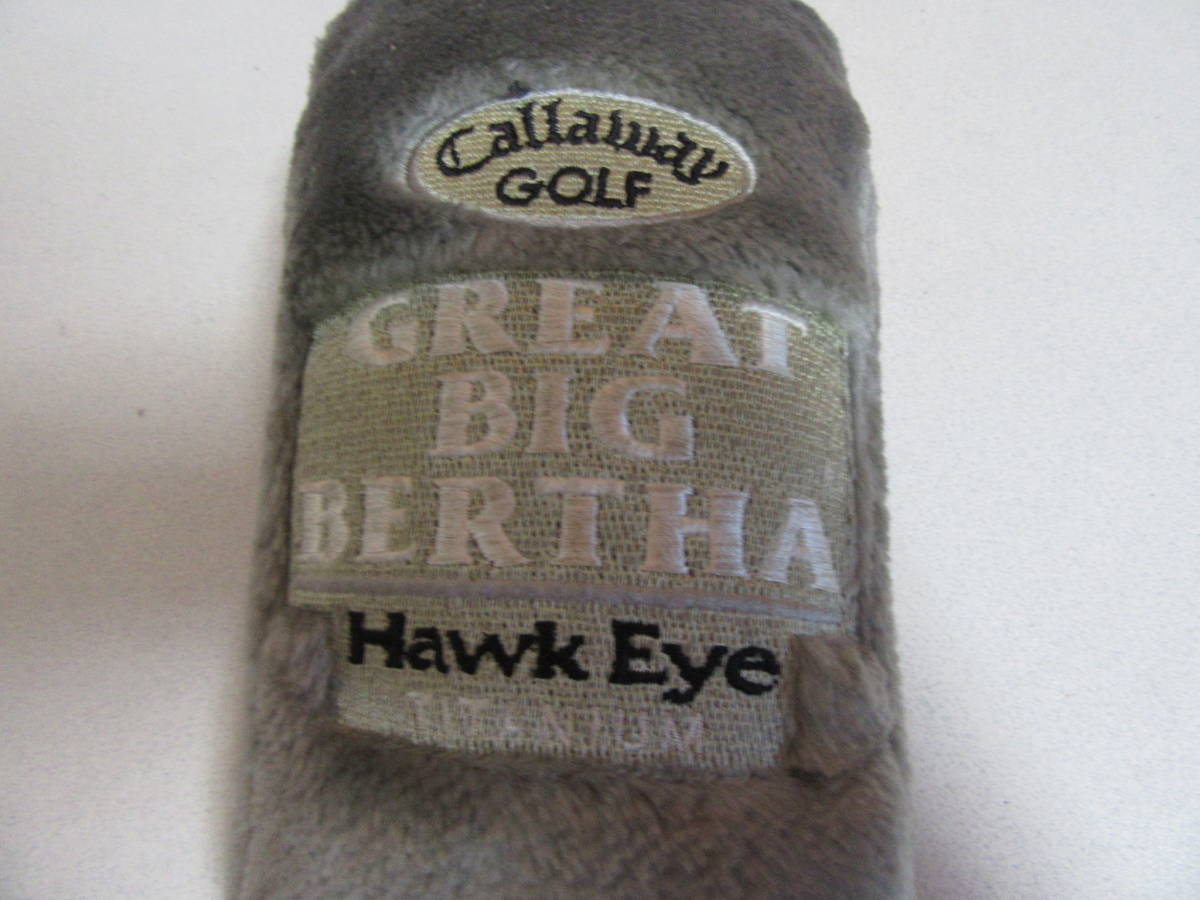 Callaway
GOLF
GREAT
BIG
BERTHA
Hawk Eye
TITANIUM